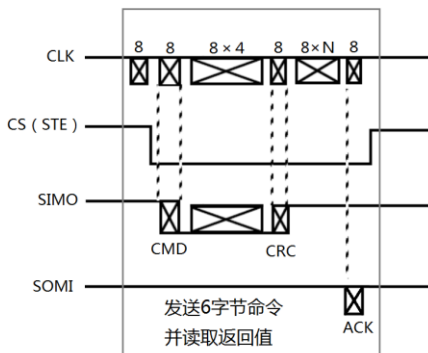 8 8 8×4 8 8×N 8
CLK
CS（STE）
SIMO
CMD CRC
SOMI
发送6字节命令
并读取返回值
ACK